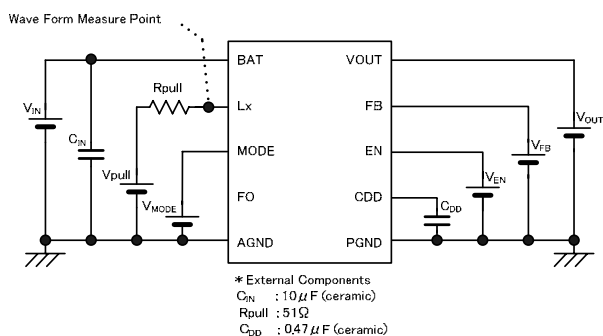 Wave Form Measure Point
BAT
VOUT
Rpull
Lx
FB
VIN
VOUT
CIN
MODE
EN
VFB
Vpull
VEN
VMODE
FO
CDD
CDD
AGND
PGND
* External Components
CIN : 10μF (ceramic)
Rpull : 51Ω
CDD : 0.47μF (ceramic)